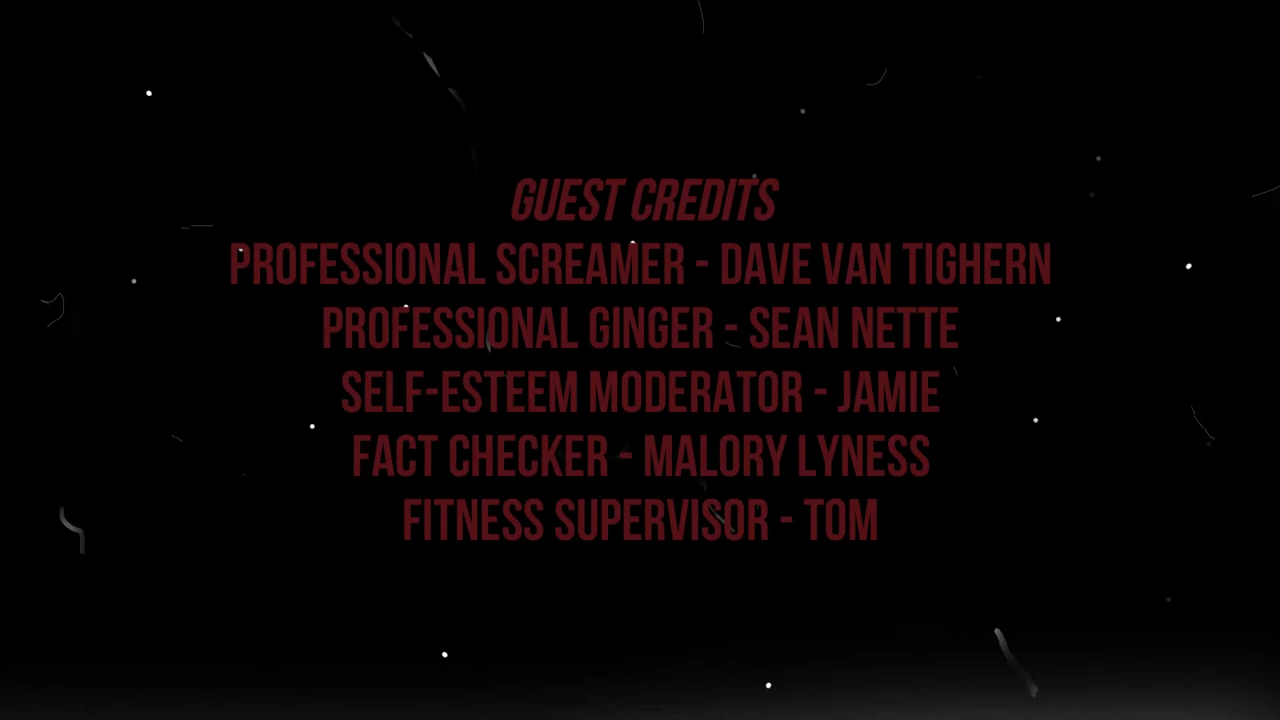 GUEST CREDITS
PROFESSIONAL SCREAMER - DAVE VAN TIGHERN
PROFESSIONAL GINGER - SEAN NETTE
SELF-ESTEEM MODERATOR - JAMIE
FACT CHECKER - MALORY LYNESS
FITNESS SUPERVISOR - TOM